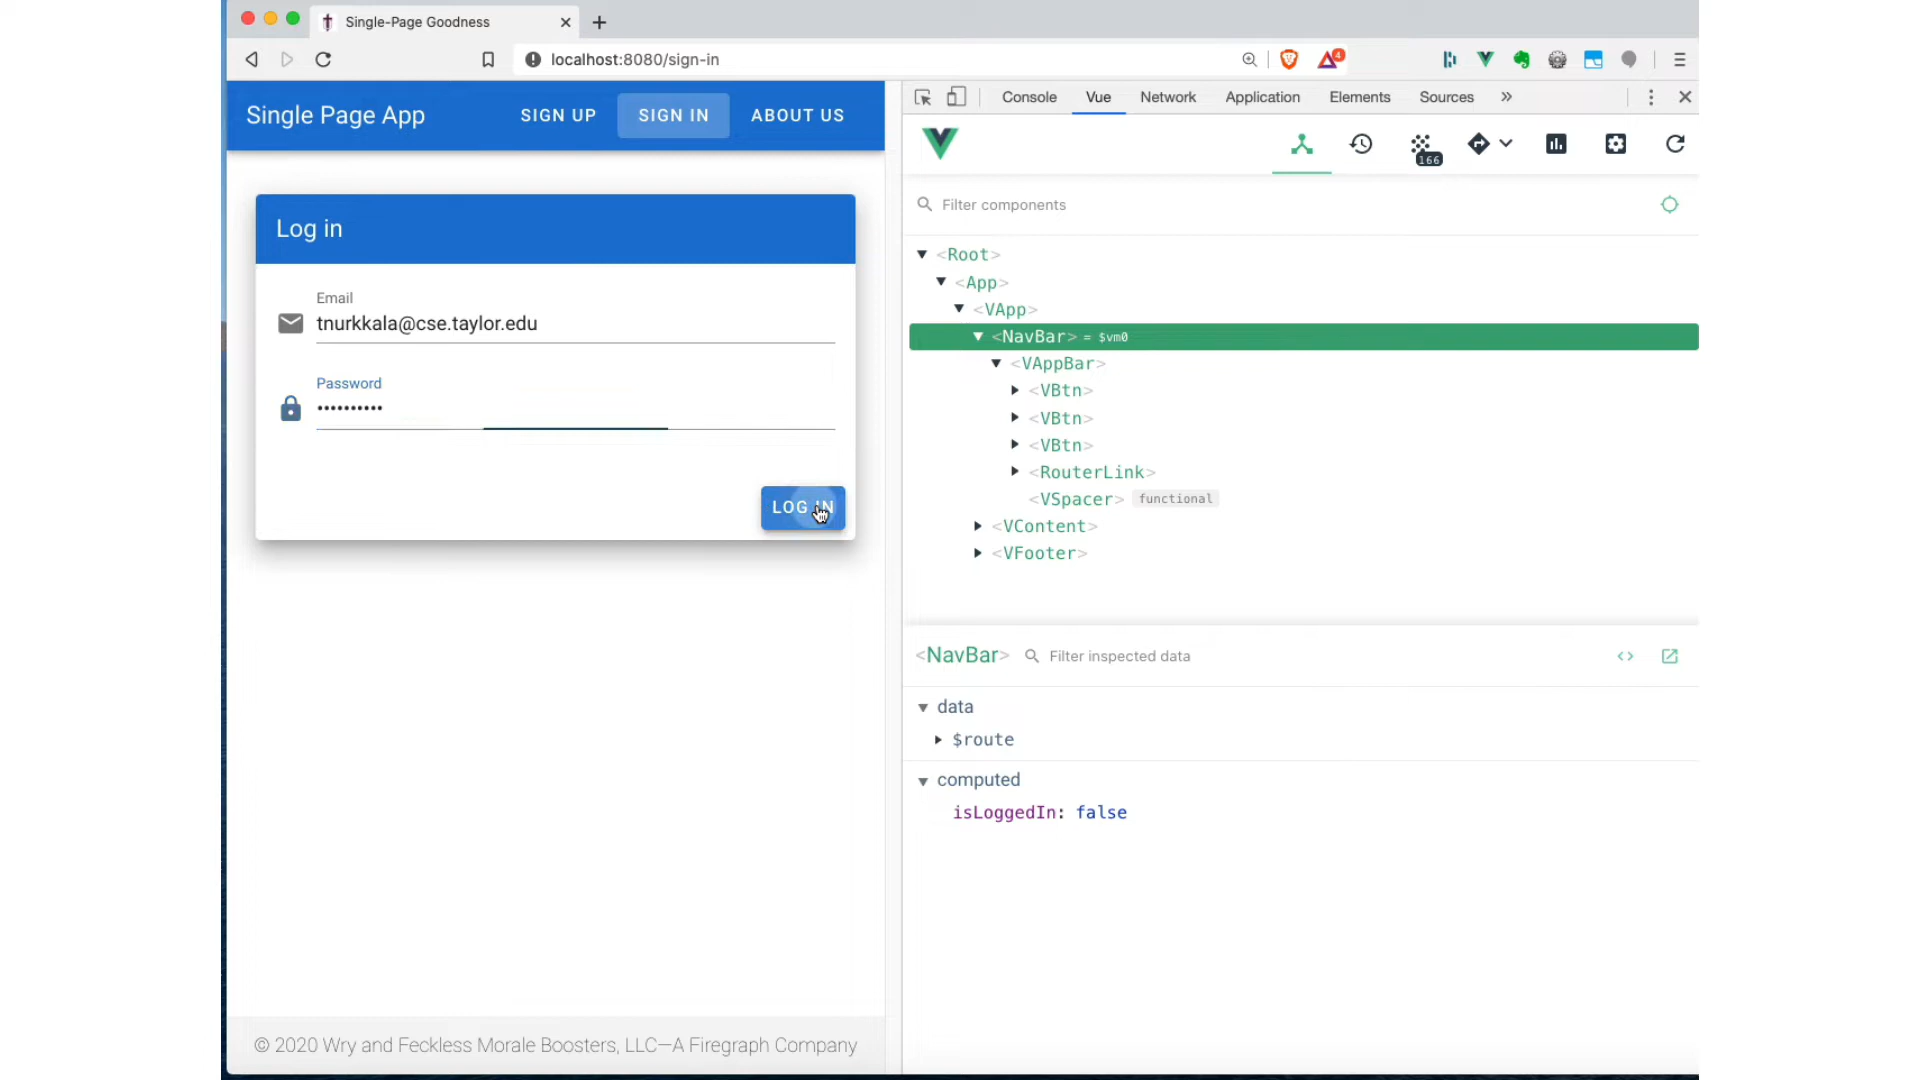 Single-Page Goodness
localhost:8080/sign-in
4
Single Page App SIGN UP SIGN IN ABOUT US
Log in
Email
tnurkkala@cse.taylor.edu
Password
••••••••••
LOG IN
© 2020 Wry and Feckless Morale Boosters, LLC—A Firegraph Company
Console Vue Network Application Elements Sources »
166
Filter components
<Root>
<App>
<VApp>
<NavBar> = $vm0
<VAppBar>
<VBtn>
<VBtn>
<VBtn>
<RouterLink>
<VSpacer> functional
<VContent>
<VFooter>
<NavBar> Filter inspected data
data
$route
computed
isLoggedIn: false